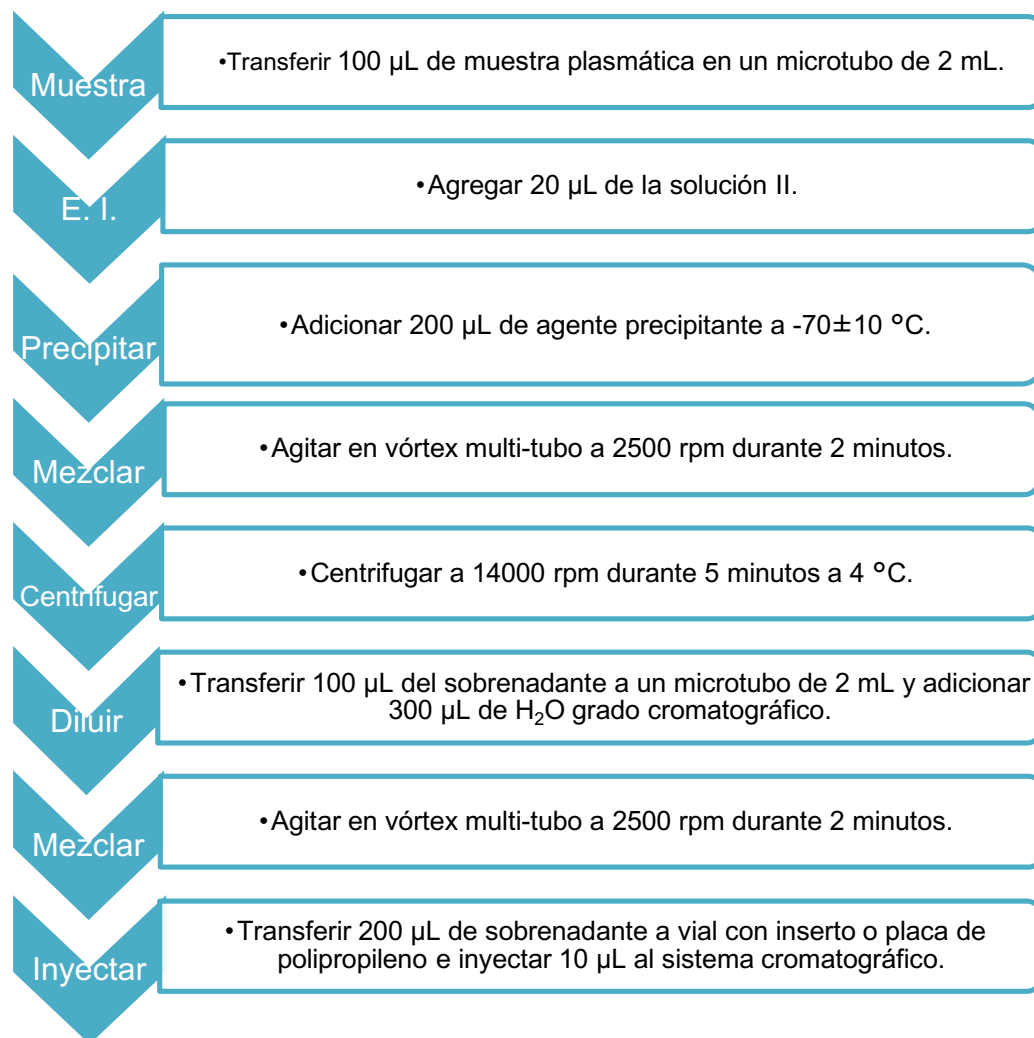 Muestra
•Transferir 100 µL de muestra plasmática en un microtubo de 2 mL.
E. I.
•Agregar 20 µL de la solución II.
Precipitar
•Adicionar 200 µL de agente precipitante a -70±10 °C.
Mezclar
•Agitar en vórtex multi-tubo a 2500 rpm durante 2 minutos.
Centrifugar
•Centrifugar a 14000 rpm durante 5 minutos a 4 °C.
Diluir
•Transferir 100 µL del sobrenadante a un microtubo de 2 mL y adicionar
300 µL de H₂O grado cromatográfico.
Mezclar
•Agitar en vórtex multi-tubo a 2500 rpm durante 2 minutos.
Inyectar
•Transferir 200 µL de sobrenadante a vial con inserto o placa de
polipropileno e inyectar 10 µL al sistema cromatográfico.